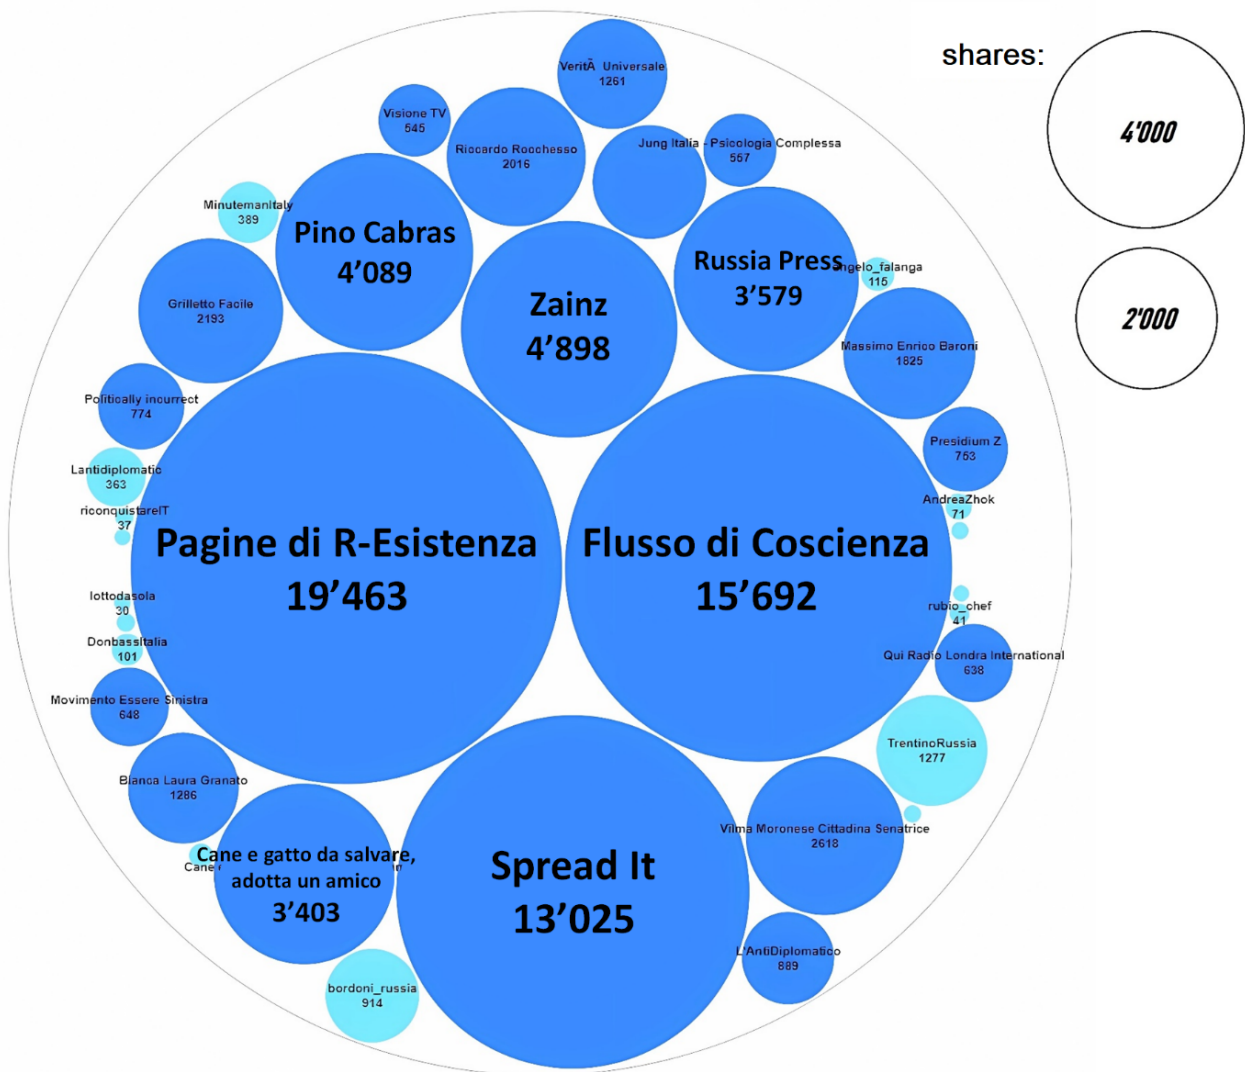 shares:
4'000
2'000
VeritÃ Universale
1261
Visione TV
545
Riccardo Rocchesso
2016
Jung Italia - Psicologia Complessa
557
MinutemanItaly
389
Pino Cabras
4’089
Zainz
4’898
Russia Press
3’579
angelo_falanga
115
Grilletto Facile
2193
Massimo Enrico Baroni
1825
Politically incurrect
774
Presidium Z
753
Lantidiplomatic
363
AndreaZhok
71
riconquistareIT
37
Pagine di R-Esistenza
19’463
Flusso di Coscienza
15’692
lottodasola
30
rubio_chef
41
DonbassItalia
101
Qui Radio Londra International
638
Movimento Essere Sinistra
648
TrentinoRussia
1277
Bianca Laura Granato
1286
Vilma Moronese Cittadina Senatrice
2618
Cane e gatto da salvare,
adotta un amico
3’403
Cane
Spread It
13’025
L'AntiDiplomatico
889
bordoni_russia
914